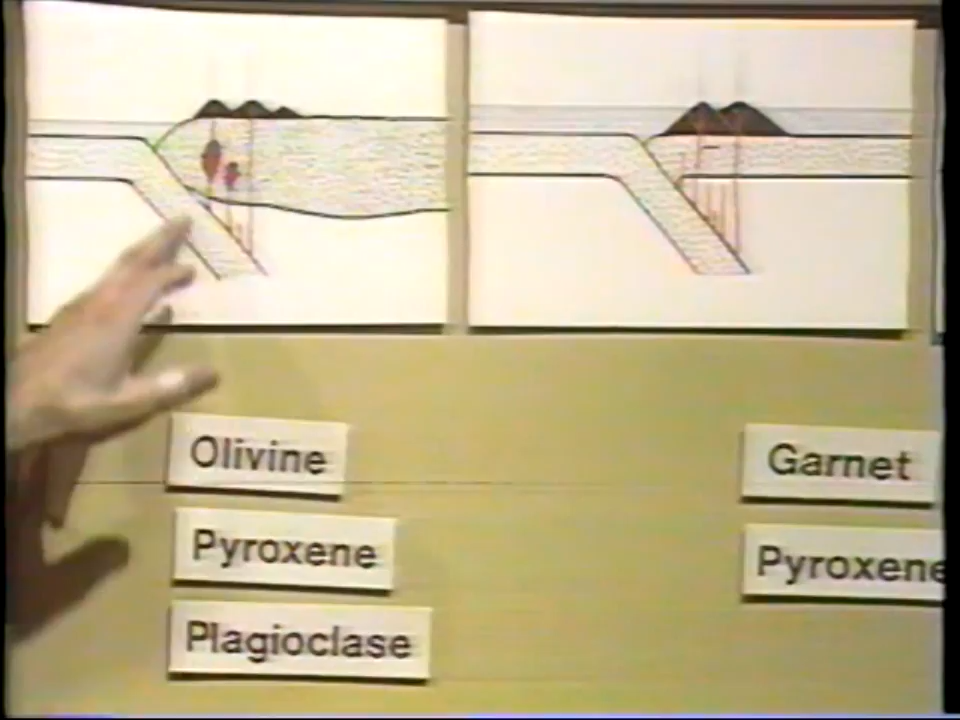 Olivine
Pyroxene
Plagioclase
Garnet
Pyroxene